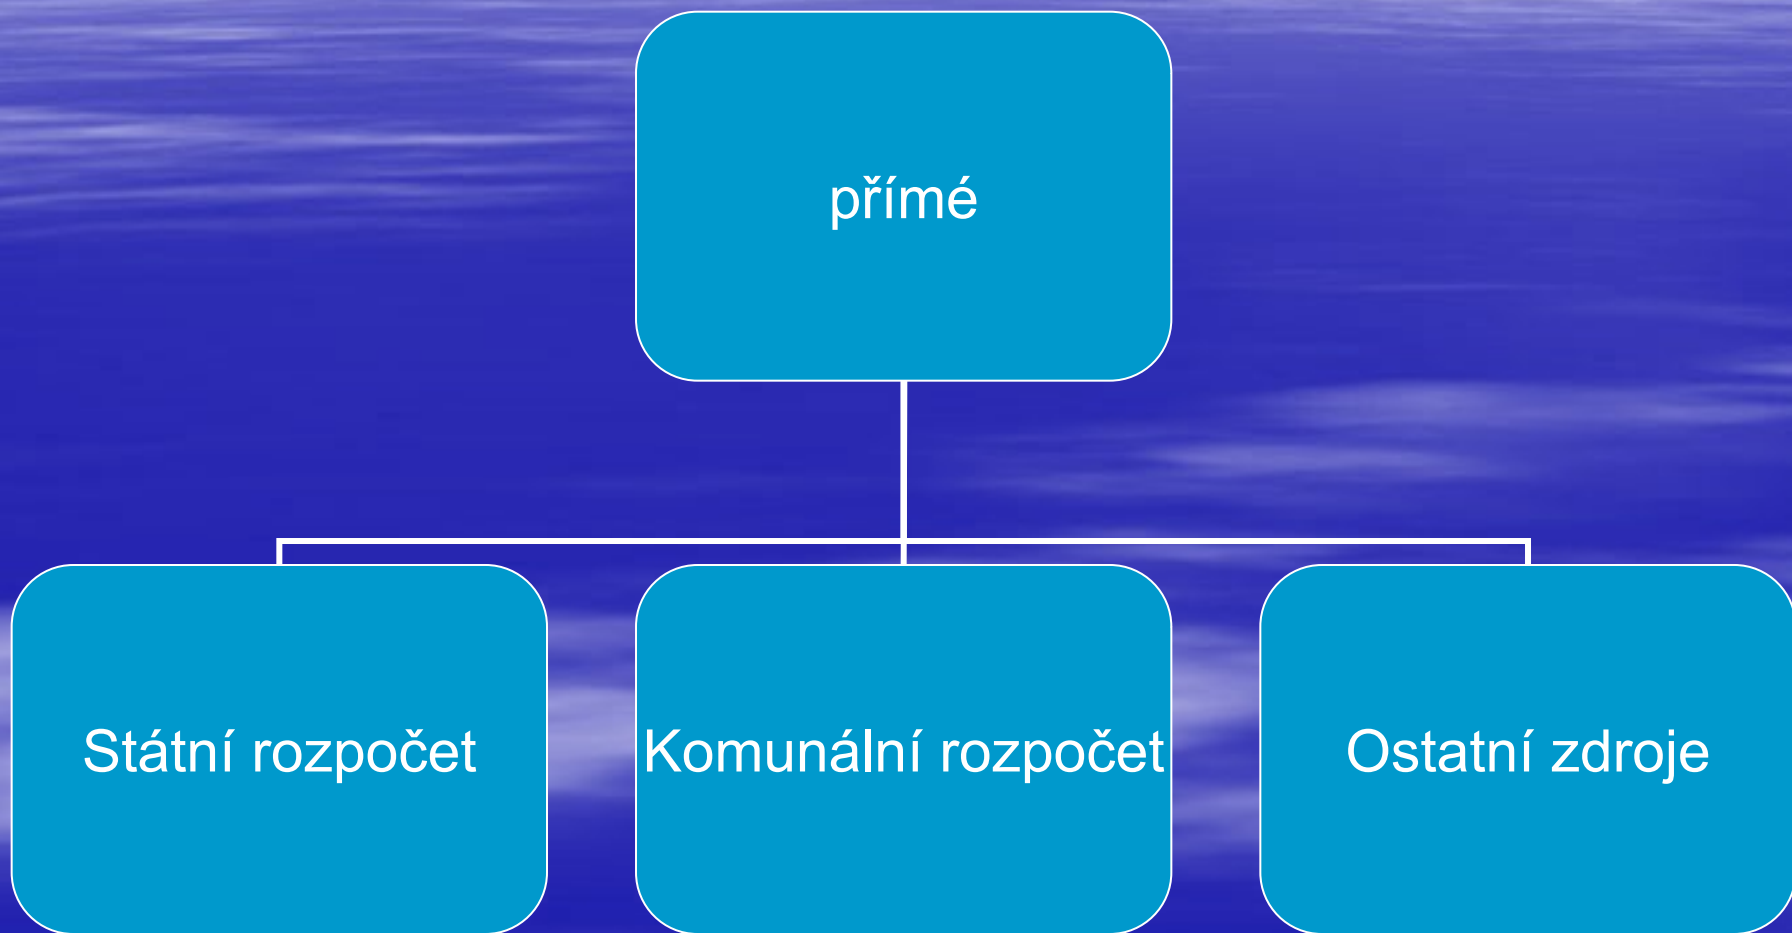 přímé
Státní rozpočet
Komunální rozpočet
Ostatní zdroje